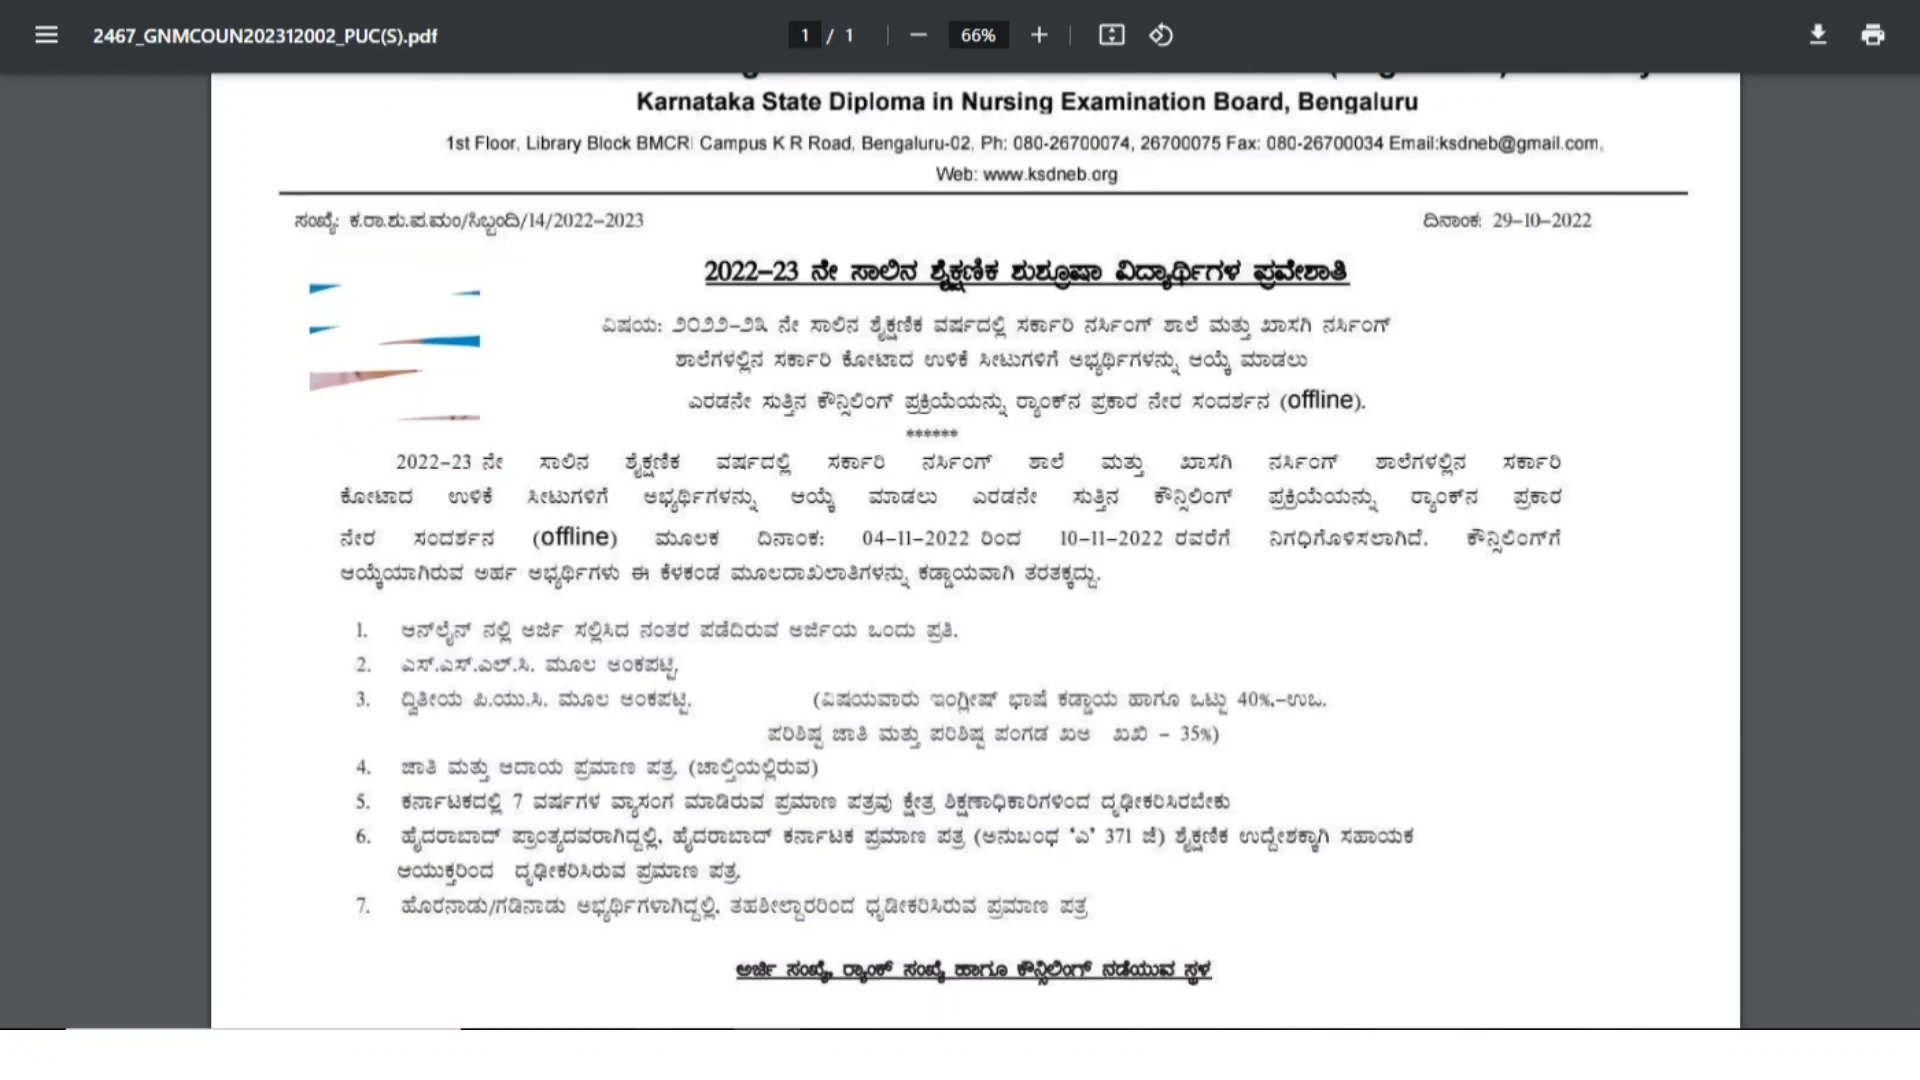 2467_GNMCOUN202312002_PUC(S).pdf
1 / 1
66%
Karnataka State Diploma in Nursing Examination Board, Bengaluru
1st Floor, Library Block BMCRI Campus K R Road, Bengaluru-02, Ph: 080-26700074, 26700075 Fax: 080-26700034 Email:ksdneb@gmail.com,
Web: www.ksdneb.org
ಸಂಖ್ಯೆ: ಕ.ರಾ.ಶು.ಪ.ಮಂ/ಸಿಬ್ಬಂದಿ/14/2022-2023 ದಿನಾಂಕ: 29-10-2022
2022-23 ನೇ ಸಾಲಿನ ಶೈಕ್ಷಣಿಕ ಶುಶ್ರೂಷಾ ವಿದ್ಯಾರ್ಥಿಗಳ ಪ್ರವೇಶಾತಿ
ವಿಷಯ: ೨೦೨೨-೨೩ ನೇ ಸಾಲಿನ ಶೈಕ್ಷಣಿಕ ವರ್ಷದಲ್ಲಿ ಸರ್ಕಾರಿ ನರ್ಸಿಂಗ್ ಶಾಲೆ ಮತ್ತು ಖಾಸಗಿ ನರ್ಸಿಂಗ್
ಶಾಲೆಗಳಲ್ಲಿನ ಸರ್ಕಾರಿ ಕೋಟಾದ ಉಳಿಕೆ ಸೀಟುಗಳಿಗೆ ಅಭ್ಯರ್ಥಿಗಳನ್ನು ಆಯ್ಕೆ ಮಾಡಲು
ಎರಡನೇ ಸುತ್ತಿನ ಕೌನ್ಸಿಲಿಂಗ್ ಪ್ರಕ್ರಿಯೆಯನ್ನು ರ‍್ಯಾಂಕ್‌ನ ಪ್ರಕಾರ ನೇರ ಸಂದರ್ಶನ (offline).
******
2022-23 ನೇ ಸಾಲಿನ ಶೈಕ್ಷಣಿಕ ವರ್ಷದಲ್ಲಿ ಸರ್ಕಾರಿ ನರ್ಸಿಂಗ್ ಶಾಲೆ ಮತ್ತು ಖಾಸಗಿ ನರ್ಸಿಂಗ್ ಶಾಲೆಗಳಲ್ಲಿನ ಸರ್ಕಾರಿ
ಕೋಟಾದ ಉಳಿಕೆ ಸೀಟುಗಳಿಗೆ ಅಭ್ಯರ್ಥಿಗಳನ್ನು ಆಯ್ಕೆ ಮಾಡಲು ಎರಡನೇ ಸುತ್ತಿನ ಕೌನ್ಸಿಲಿಂಗ್ ಪ್ರಕ್ರಿಯೆಯನ್ನು ರ‍್ಯಾಂಕ್‌ನ ಪ್ರಕಾರ
ನೇರ ಸಂದರ್ಶನ (offline) ಮೂಲಕ ದಿನಾಂಕ: 04-11-2022 ರಿಂದ 10-11-2022 ರವರೆಗೆ ನಿಗಧಿಗೊಳಿಸಲಾಗಿದೆ. ಕೌನ್ಸಿಲಿಂಗ್‌ಗೆ
ಆಯ್ಕೆಯಾಗಿರುವ ಅರ್ಹ ಅಭ್ಯರ್ಥಿಗಳು ಈ ಕೆಳಕಂಡ ಮೂಲದಾಖಲಾತಿಗಳನ್ನು ಕಡ್ಡಾಯವಾಗಿ ತರತಕ್ಕದ್ದು.
1. ಆನ್‌ಲೈನ್ ನಲ್ಲಿ ಅರ್ಜಿ ಸಲ್ಲಿಸಿದ ನಂತರ ಪಡೆದಿರುವ ಅರ್ಜಿಯ ಒಂದು ಪ್ರತಿ.
2. ಎಸ್.ಎಸ್.ಎಲ್.ಸಿ. ಮೂಲ ಅಂಕಪಟ್ಟಿ.
3. ದ್ವಿತೀಯ ಪಿ.ಯು.ಸಿ. ಮೂಲ ಅಂಕಪಟ್ಟಿ. (ವಿಷಯವಾರು ಇಂಗ್ಲೀಷ್ ಭಾಷೆ ಕಡ್ಡಾಯ ಹಾಗೂ ಒಟ್ಟು 40%.-ಉಒ.
ಪರಿಶಿಷ್ಟ ಜಾತಿ ಮತ್ತು ಪರಿಶಿಷ್ಟ ಪಂಗಡ ಖಆ ಖಖಿ - 35%)
4. ಜಾತಿ ಮತ್ತು ಆದಾಯ ಪ್ರಮಾಣ ಪತ್ರ. (ಚಾಲ್ತಿಯಲ್ಲಿರುವ)
5. ಕರ್ನಾಟಕದಲ್ಲಿ 7 ವರ್ಷಗಳ ವ್ಯಾಸಂಗ ಮಾಡಿರುವ ಪ್ರಮಾಣ ಪತ್ರವು ಕ್ಷೇತ್ರ ಶಿಕ್ಷಣಾಧಿಕಾರಿಗಳಿಂದ ದೃಢೀಕರಿಸಿರಬೇಕು
6. ಹೈದರಾಬಾದ್ ಪ್ರಾಂತ್ಯದವರಾಗಿದ್ದಲ್ಲಿ, ಹೈದರಾಬಾದ್ ಕರ್ನಾಟಕ ಪ್ರಮಾಣ ಪತ್ರ (ಅನುಬಂಧ 'ಎ' 371 ಜೆ) ಶೈಕ್ಷಣಿಕ ಉದ್ದೇಶಕ್ಕಾಗಿ ಸಹಾಯಕ
ಆಯುಕ್ತರಿಂದ ದೃಢೀಕರಿಸಿರುವ ಪ್ರಮಾಣ ಪತ್ರ.
7. ಹೊರನಾಡು/ಗಡಿನಾಡು ಅಭ್ಯರ್ಥಿಗಳಾಗಿದ್ದಲ್ಲಿ, ತಹಶೀಲ್ದಾರರಿಂದ ಧೃಡೀಕರಿಸಿರುವ ಪ್ರಮಾಣ ಪತ್ರ
ಅರ್ಜಿ ಸಂಖ್ಯೆ, ರ‍್ಯಾಂಕ್ ಸಂಖ್ಯೆ ಹಾಗೂ ಕೌನ್ಸಿಲಿಂಗ್ ನಡೆಯುವ ಸ್ಥಳ